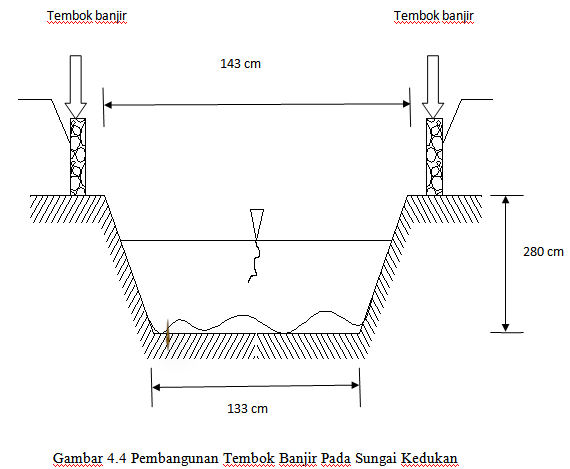 Tembok banjir
Tembok banjir
143 cm
280 cm
133 cm
Gambar 4.4 Pembangunan Tembok Banjir Pada Sungai Kedukan